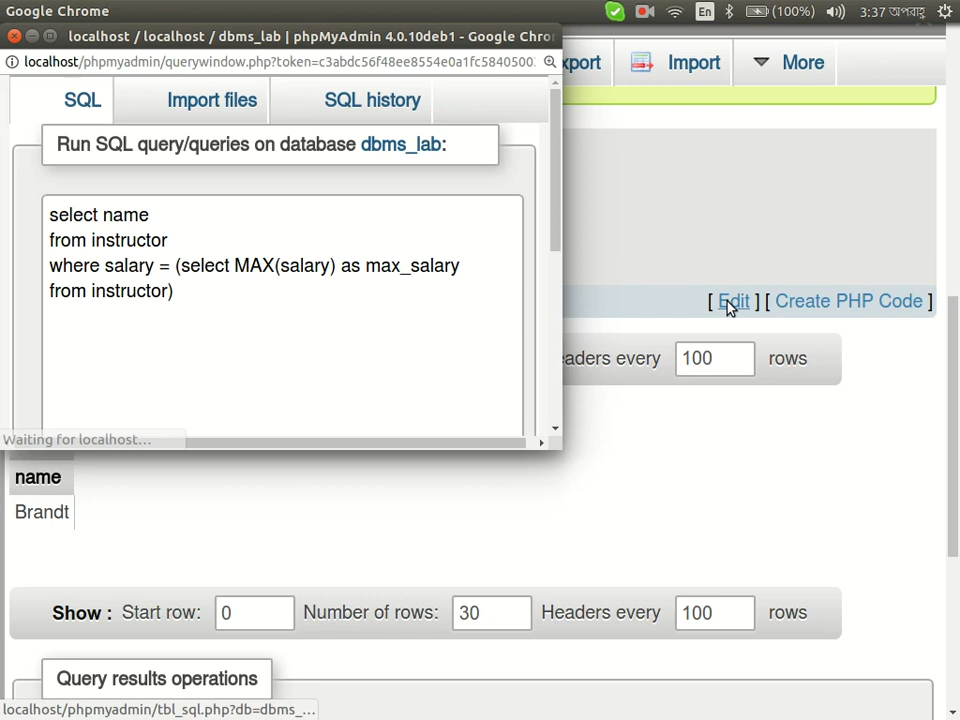 Google Chrome
En
(100%)
3:37 অপরাহ্ণ
localhost / localhost / dbms_lab | phpMyAdmin 4.0.10deb1 - Google Chro
localhost/phpmyadmin/querywindow.php?token=c3abdc56f48ee8554e0a1fc5840500
xport
Import
More
SQL
Import files
SQL history
Run SQL query/queries on database dbms_lab:
select name
from instructor
where salary = (select MAX(salary) as max_salary
from instructor)
[ Edit ] [ Create PHP Code ]
eaders every 100 rows
Waiting for localhost...
name
Brandt
Show : Start row: 0 Number of rows: 30 Headers every 100 rows
Query results operations
localhost/phpmyadmin/tbl_sql.php?db=dbms_...